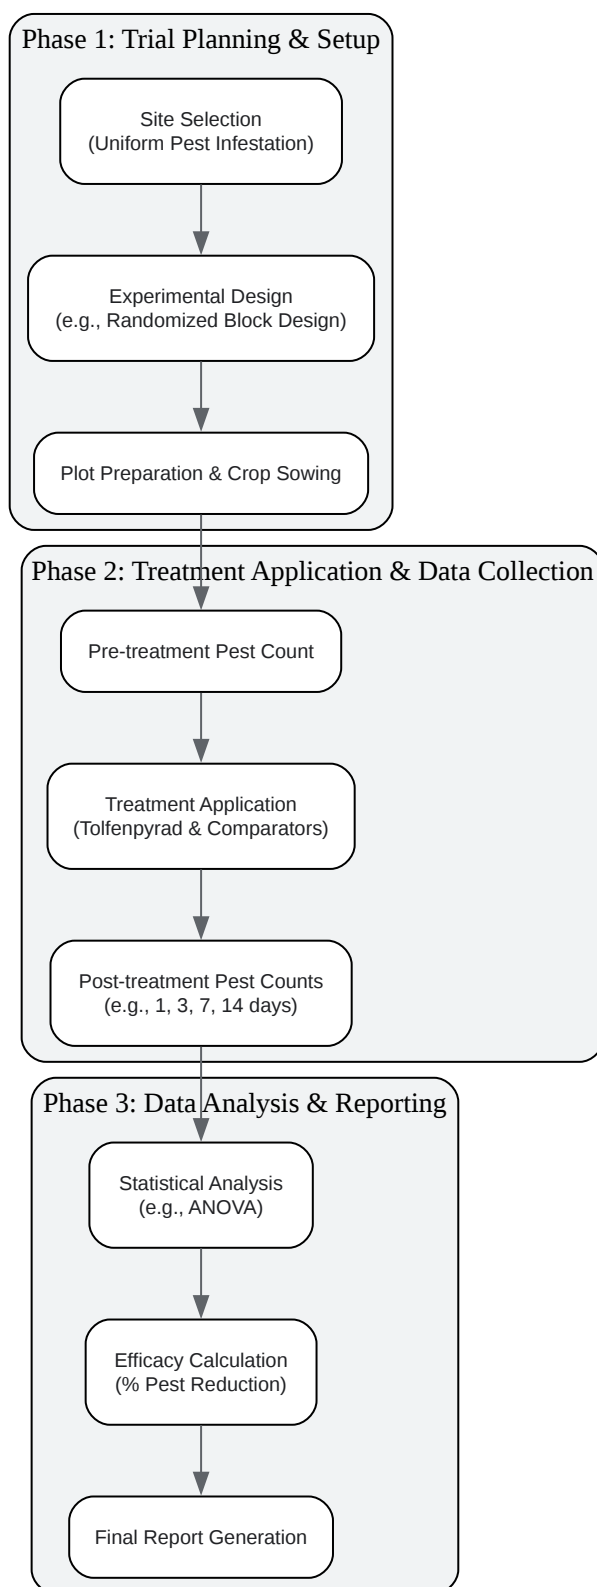 Phase 1: Trial Planning & Setup
Site Selection
(Uniform Pest Infestation)
Experimental Design
(e.g., Randomized Block Design)
Plot Preparation & Crop Sowing
Phase 2: Treatment Application & Data Collection
Pre-treatment Pest Count
Treatment Application
(Tolfenpyrad & Comparators)
Post-treatment Pest Counts
(e.g., 1, 3, 7, 14 days)
Phase 3: Data Analysis & Reporting
Statistical Analysis
(e.g., ANOVA)
Efficacy Calculation
(% Pest Reduction)
Final Report Generation